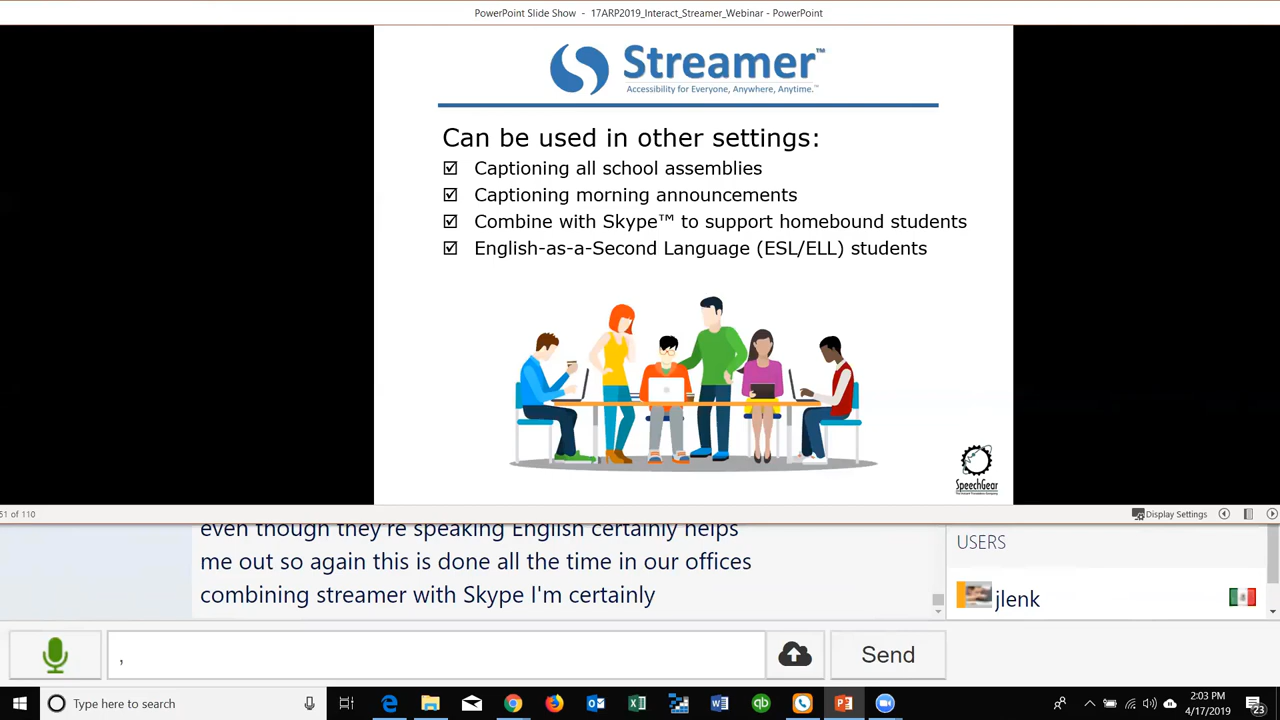 PowerPoint Slide Show - 17ARP2019_Interact_Streamer_Webinar - PowerPoint
Streamer™
Accessibility for Everyone, Anywhere, Anytime.™
Can be used in other settings:
Captioning all school assemblies
Captioning morning announcements
Combine with Skype™ to support homebound students
English-as-a-Second Language (ESL/ELL) students
SpeechGear
51 of 110
Display Settings
even though they're speaking English certainly helps
me out so again this is done all the time in our offices
combining streamer with Skype I'm certainly
USERS
jlenk
,
Send
Type here to search
2:03 PM
4/17/2019
23